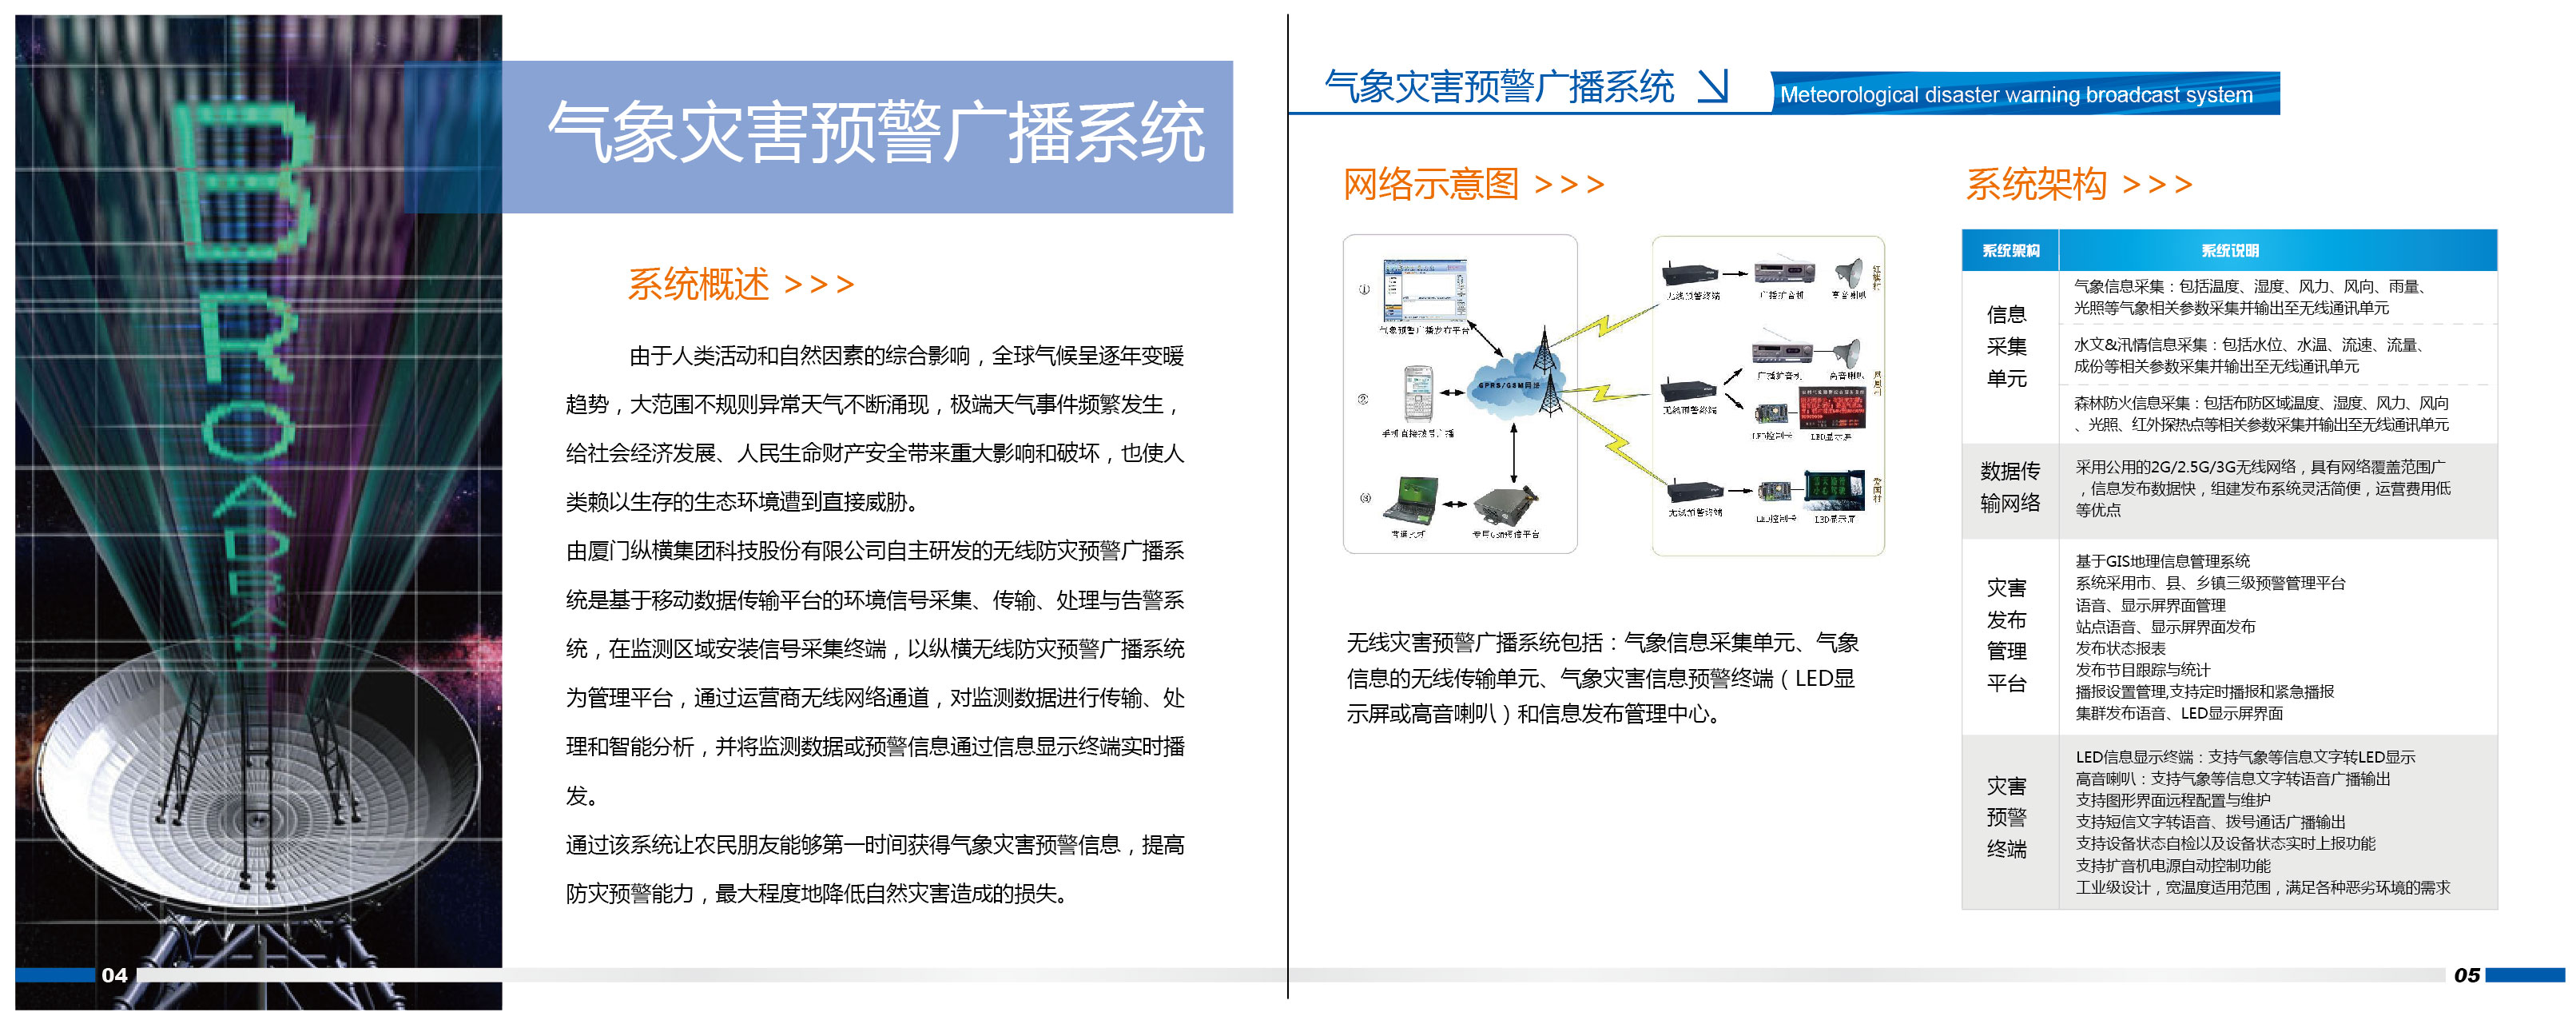 BROADCAST
气象灾害预警广播系统
系统概述 >>>
由于人类活动和自然因素的综合影响，全球气候呈逐年变暖
趋势，大范围不规则异常天气不断涌现，极端天气事件频繁发生，
给社会经济发展、人民生命财产安全带来重大影响和破坏，也使人
类赖以生存的生态环境遭到直接威胁。
由厦门纵横集团科技股份有限公司自主研发的无线防灾预警广播系
统是基于移动数据传输平台的环境信号采集、传输、处理与告警系
统，在监测区域安装信号采集终端，以纵横无线防灾预警广播系统
为管理平台，通过运营商无线网络通道，对监测数据进行传输、处
理和智能分析，并将监测数据或预警信息通过信息显示终端实时播
发。
通过该系统让农民朋友能够第一时间获得气象灾害预警信息，提高
防灾预警能力，最大程度地降低自然灾害造成的损失。
04
气象灾害预警广播系统
Meteorological disaster warning broadcast system
网络示意图 >>>
①
气象预警广播发布平台
②
手机直接拨号广播
③
普通文机
专用GSM短信平台
GPRS/GSM网络
无线预警终端
广播扩音机
高音喇叭
红旗村
无线预警终端
广播扩音机
高音喇叭
LED控制卡
LED显示屏
无线预警终端
LED控制卡
LED显示屏
无线灾害预警广播系统包括：气象信息采集单元、气象
信息的无线传输单元、气象灾害信息预警终端（LED显
示屏或高音喇叭）和信息发布管理中心。
系统架构 >>>
系统架构
系统说明
信息
采集
单元
气象信息采集：包括温度、湿度、风力、风向、雨量、
光照等气象相关参数采集并输出至无线通讯单元
水文&汛情信息采集：包括水位、水温、流速、流量、
成份等相关参数采集并输出至无线通讯单元
森林防火信息采集：包括布防区域温度、湿度、风力、风向
、光照、红外探热点等相关参数采集并输出至无线通讯单元
数据传
输网络
采用公用的2G/2.5G/3G无线网络，具有网络覆盖范围广
，信息发布数据快，组建发布系统灵活简便，运营费用低
等优点
灾害
发布
管理
平台
基于GIS地理信息管理系统
系统采用市、县、乡镇三级预警管理平台
语音、显示屏界面管理
站点语音、显示屏界面发布
发布状态报表
发布节目跟踪与统计
播报设置管理,支持定时播报和紧急播报
集群发布语音、LED显示屏界面
灾害
预警
终端
LED信息显示终端：支持气象等信息文字转LED显示
高音喇叭：支持气象等信息文字转语音广播输出
支持图形界面远程配置与维护
支持短信文字转语音、拨号通话广播输出
支持设备状态自检以及设备状态实时上报功能
支持扩音机电源自动控制功能
工业级设计，宽温度适用范围，满足各种恶劣环境的需求
05